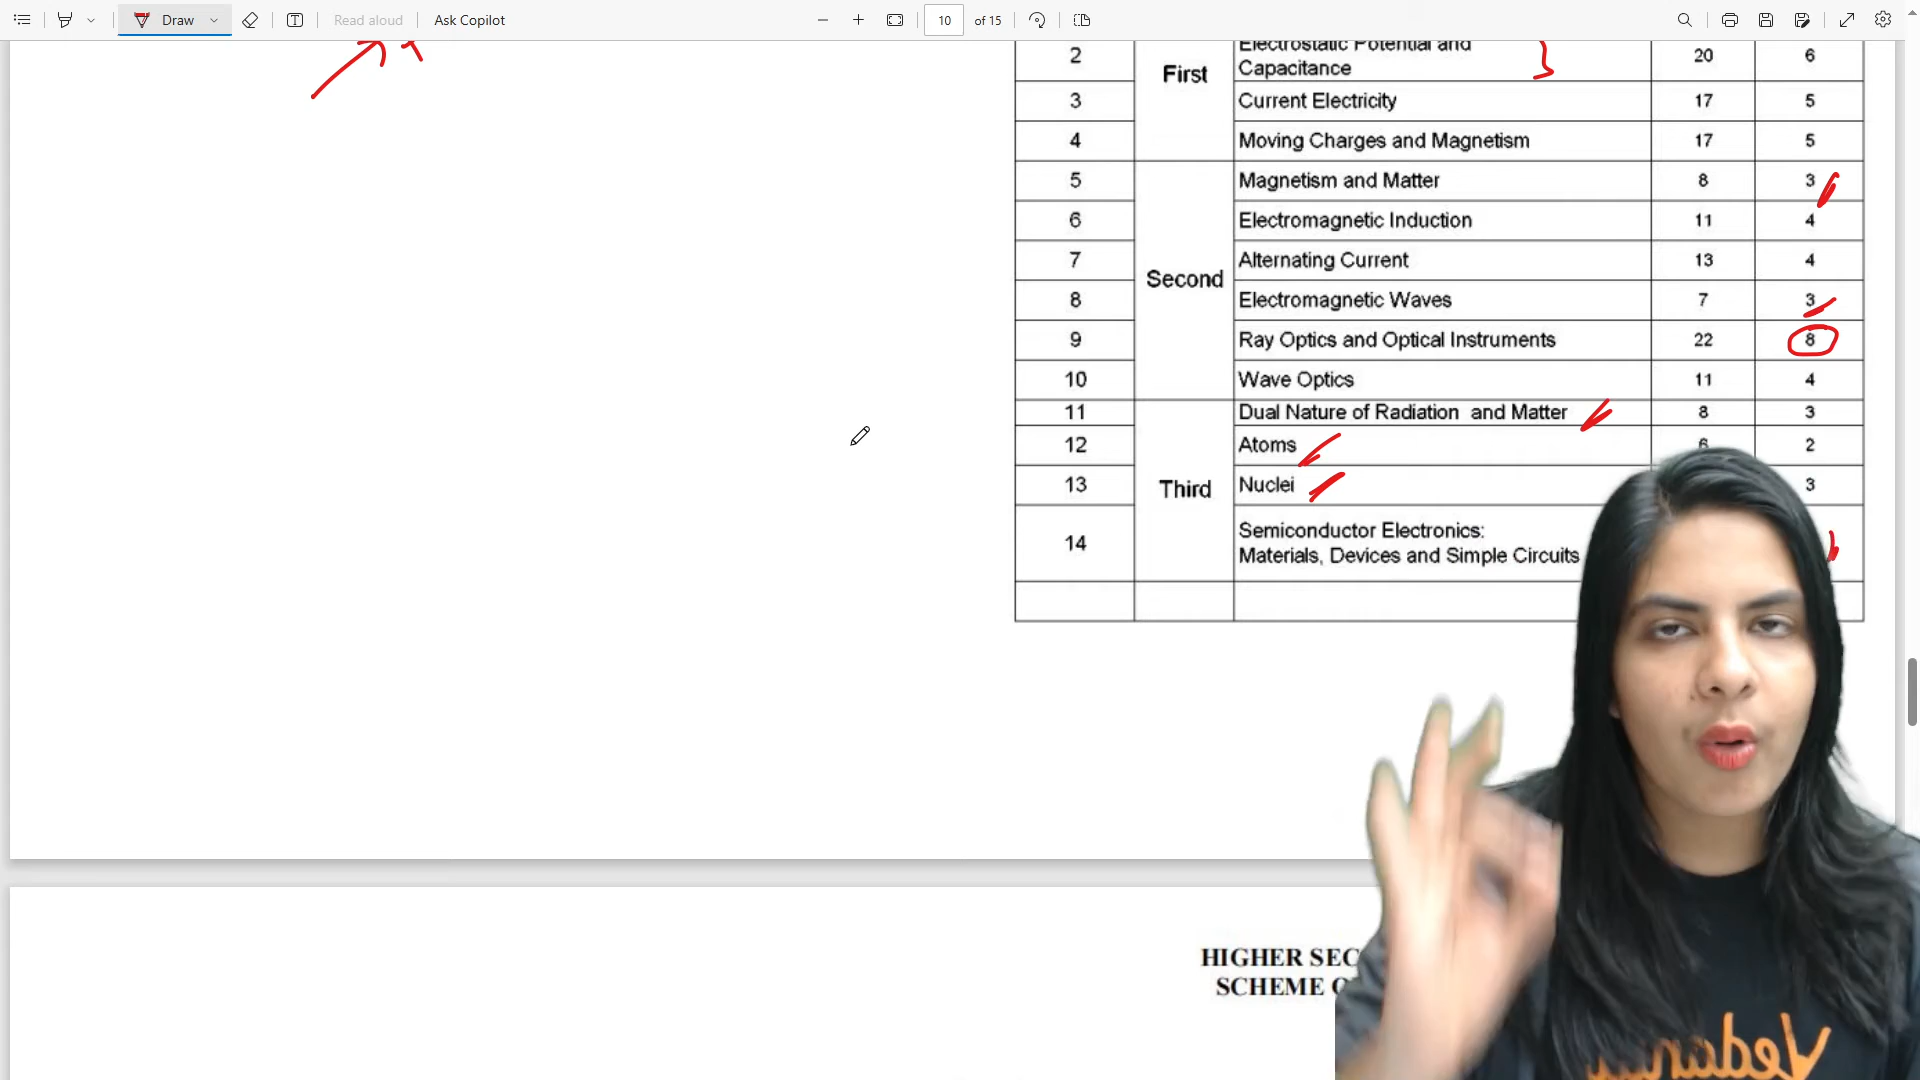 Draw
Read aloud
Ask Copilot
10 of 15
2 First Electrostatic Potential and Capacitance 20 6
3 Current Electricity 17 5
4 Moving Charges and Magnetism 17 5
5 Second Magnetism and Matter 8 3
6 Electromagnetic Induction 11 4
7 Alternating Current 13 4
8 Electromagnetic Waves 7 3
9 Ray Optics and Optical Instruments 22 8
10 Wave Optics 11 4
11 Third Dual Nature of Radiation and Matter 8 3
12 Atoms 6 2
13 Nuclei 3
14 Semiconductor Electronics:
Materials, Devices and Simple Circuits
HIGHER SEC
SCHEME